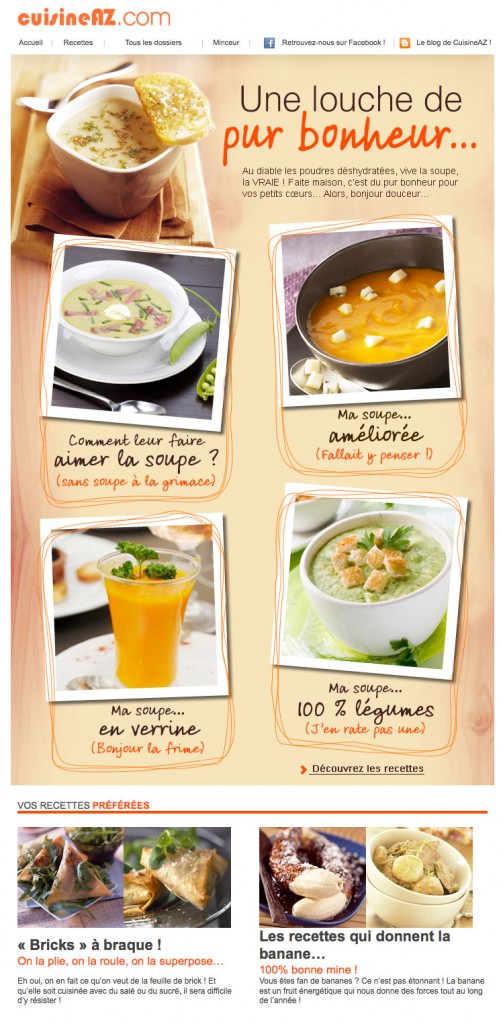 cuisineAZ.com
Accueil | Recettes | Tous les dossiers | Minceur | Retrouvez-nous sur Facebook ! | Le blog de CuisineAZ !
Une louche de
pur bonheur...
Au diable les poudres déshydratées, vive la soupe,
la VRAIE ! Faite maison, c'est du pur bonheur pour
vos petits cœurs... Alors, bonjour douceur...
Comment leur faire
aimer la soupe ?
(sans soupe à la grimace)
Ma soupe...
améliorée
(Fallait y penser !)
Ma soupe...
en verrine
(Bonjour la frime)
Ma soupe...
100 % légumes
(J'en rate pas une)
Découvrez les recettes
VOS RECETTES PRÉFÉRÉES
« Bricks » à braque !
On la plie, on la roule, on la superpose...
Eh oui, on en fait ce qu'on veut de la feuille de brick ! Et
qu'elle soit cuisinée avec du salé ou du sucré, il sera difficile
d'y résister !
Les recettes qui donnent la
banane...
100% bonne mine !
Vous êtes fan de bananes ? Ce n'est pas étonnant ! La banane
est un fruit énergétique qui nous donne des forces tout au long
de l'année !